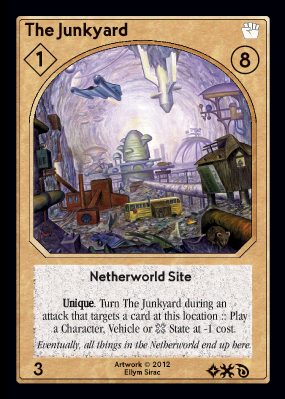 The Junkyard
1
8
Netherworld Site
Unique. Turn The Junkyard during an
attack that targets a card at this location :: Play
a Character, Vehicle or State at -1 cost.
Eventually, all things in the Netherworld end up here.
Artwork © 2012
Ellym Sirac
3